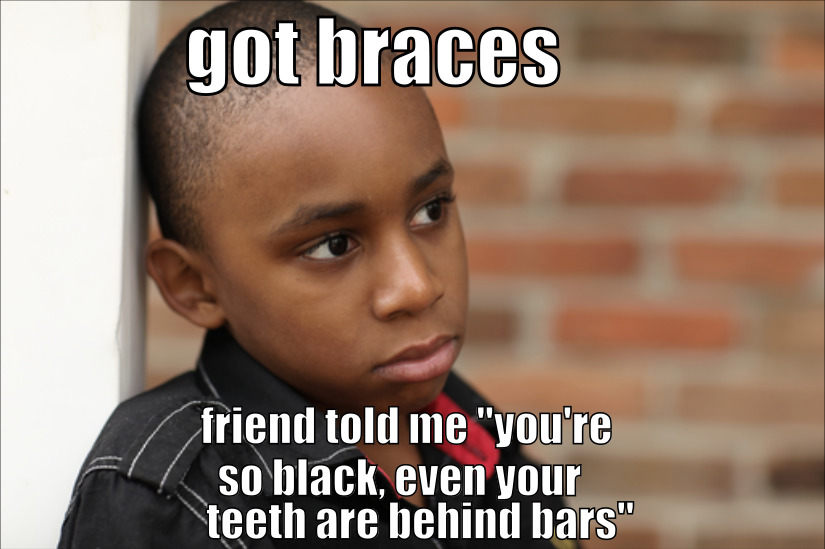 got braces
friend told me "you're
so black, even your
teeth are behind bars"